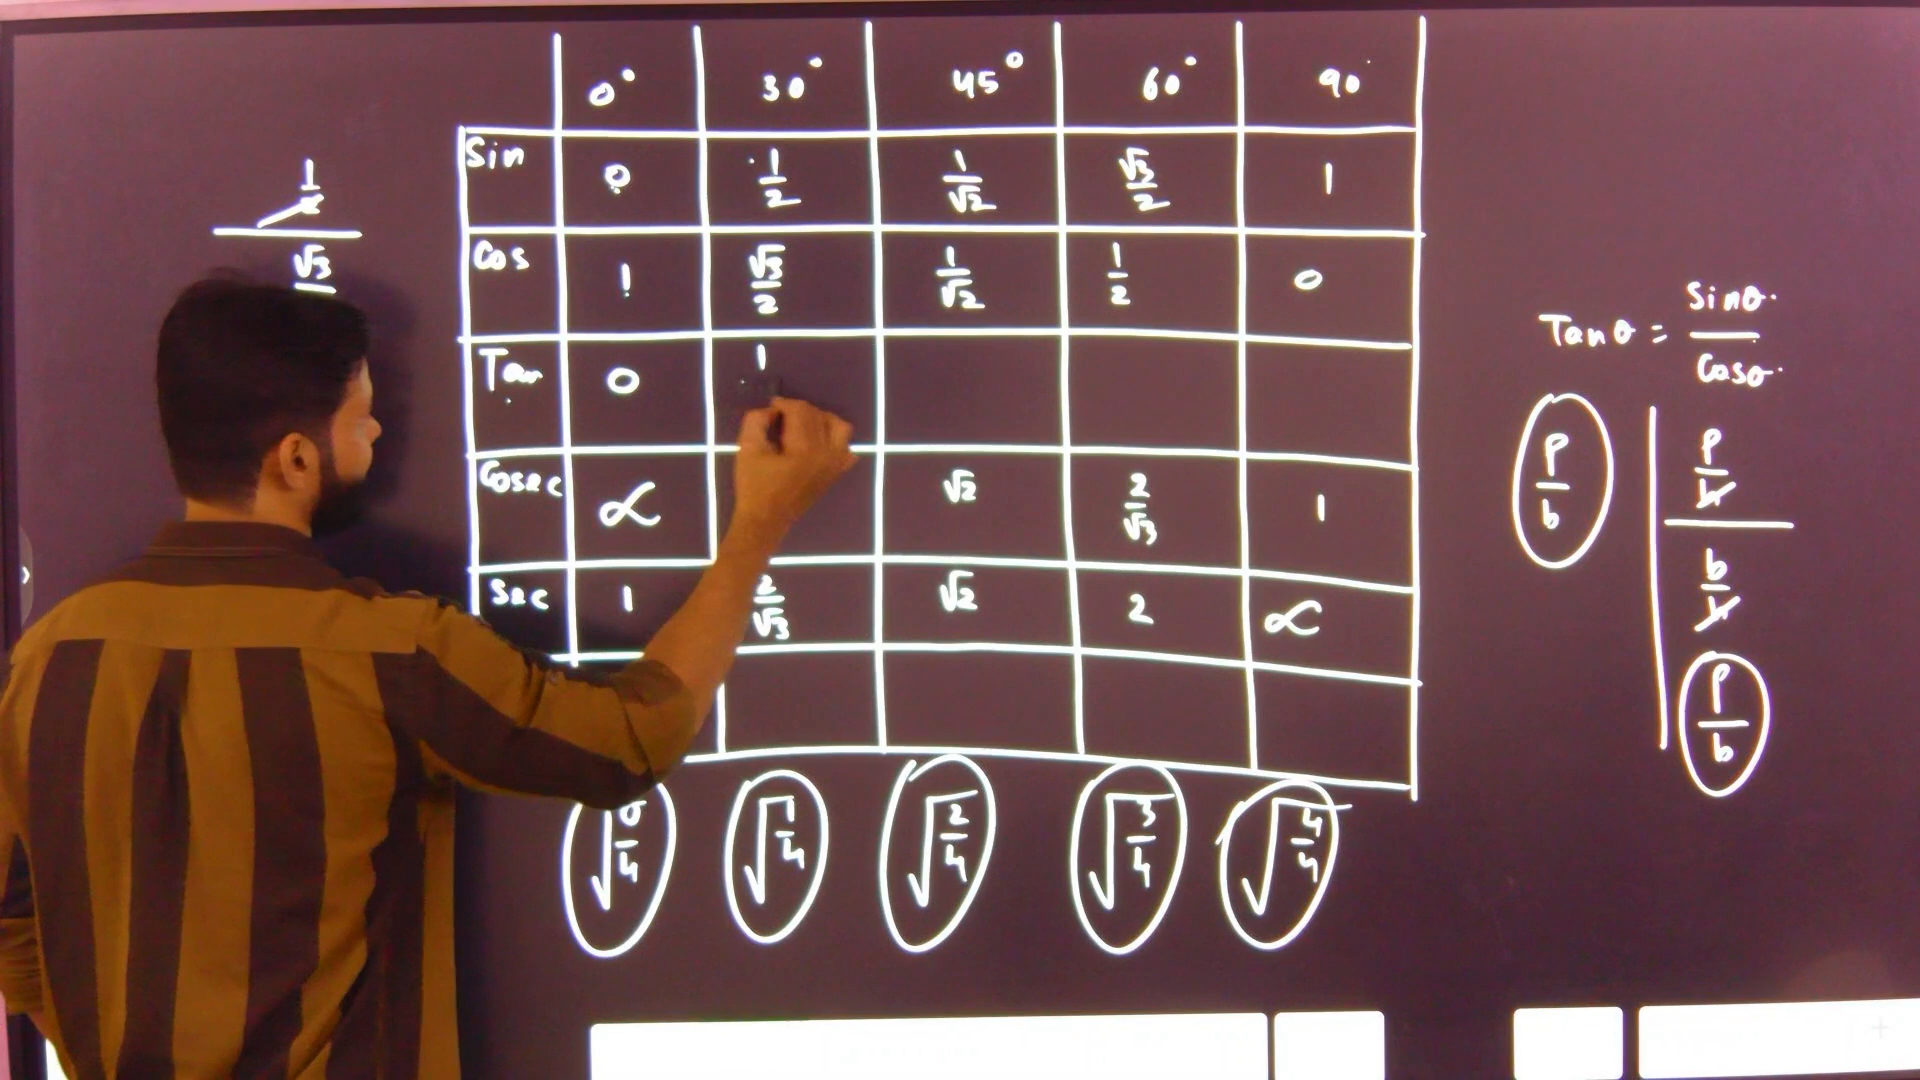 0° 30° 45° 60° 90
Sin 0 1/2 1/√2 √3/2 1
Cos 1 √3/2 1/√2 1/2 0
Tan 0 1
Cosec ∝ √2 2/√3 1
Sec 1 2/√3 √2 2 ∝
√0/4 √1/4 √2/4 √3/4 √4/4
1/2
√3
Tanθ = Sinθ/Cosθ
p/b
p/h
b/h
p/b